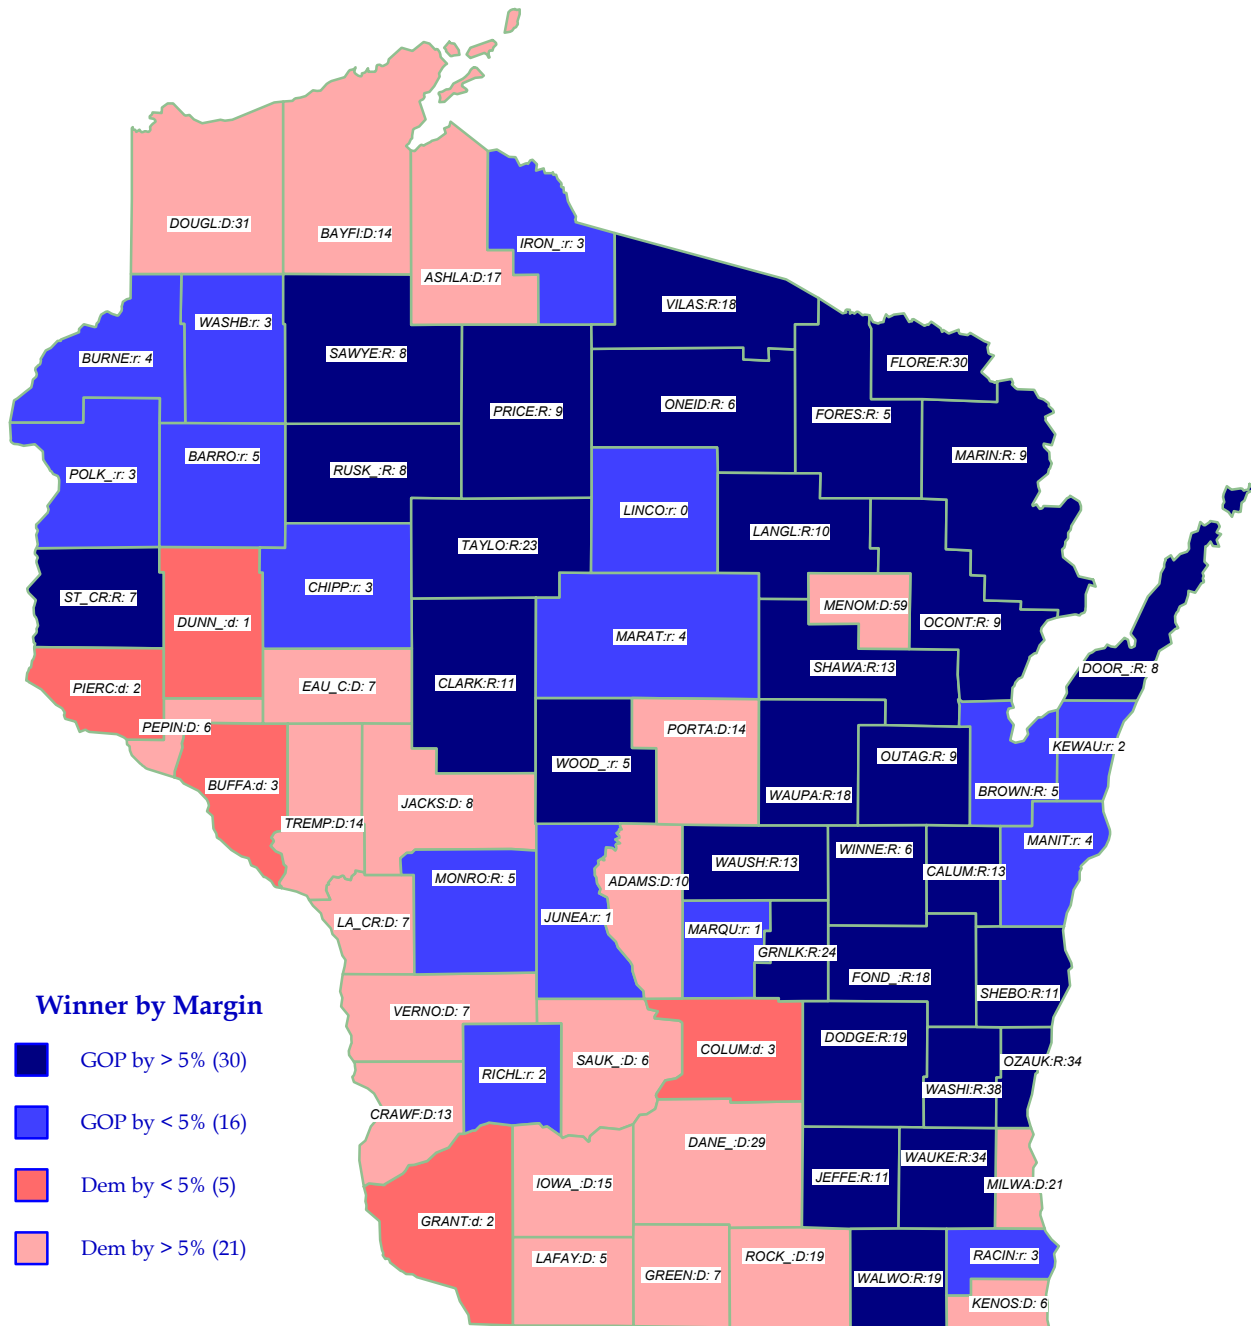 DOUGL:D:31
BAYFI:D:14
IRON_:r: 3
ASHLA:D:17
VILAS:R:18
WASHB:r: 3
BURNE:r: 4
SAWYE:R: 8
FLORE:R:30
PRICE:R: 9
ONEID:R: 6
FORES:R: 5
BARRO:r: 5
MARIN:R: 9
POLK_:r: 3
RUSK_:R: 8
LINCO:r: 0
LANGL:R:10
TAYLO:R:23
CHIPP:r: 3
ST_CR:R: 7
MENOM:D:59
DUNN_:d: 1
OCONT:R: 9
MARAT:r: 4
SHAWA:R:13
DOOR_:R: 8
CLARK:R:11
EAU_C:D: 7
PIERC:d: 2
PEPIN:D: 6
PORTA:D:14
KEWAU:r: 2
OUTAG:R: 9
WOOD_:r: 5
BUFFA:d: 3
BROWN:R: 5
WAUPA:R:18
JACKS:D: 8
TREMP:D:14
MANIT:r: 4
WINNE:R: 6
WAUSH:R:13
CALUM:R:13
MONRO:R: 5
ADAMS:D:10
LA_CR:D: 7
JUNEA:r: 1
MARQU:r: 1
GRNLK:R:24
FOND_:R:18
SHEBO:R:11
Winner by Margin
GOP by > 5% (30)
GOP by < 5% (16)
Dem by < 5% (5)
Dem by > 5% (21)
VERNO:D: 7
DODGE:R:19
COLUM:d: 3
SAUK_:D: 6
OZAUK:R:34
RICHL:r: 2
WASHI:R:38
CRAWF:D:13
DANE_:D:29
WAUKE:R:34
JEFFE:R:11
IOWA_:D:15
MILWA:D:21
GRANT:d: 2
ROCK_:D:19
RACIN:r: 3
LAFAY:D: 5
GREEN:D: 7
WALWO:R:19
KENOS:D: 6